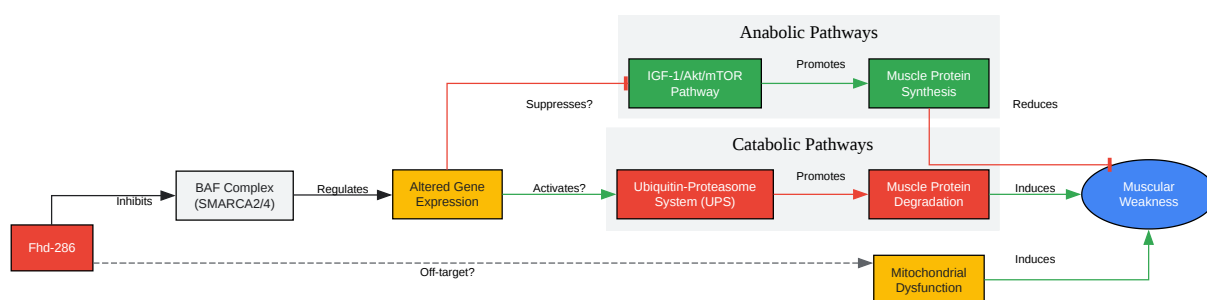 Anabolic Pathways
IGF-1/Akt/mTOR
Pathway
Promotes
Muscle Protein
Synthesis
Suppresses?
Reduces
Catabolic Pathways
Fhd-286
Inhibits
BAF Complex
(SMARCA2/4)
Regulates
Altered Gene
Expression
Activates?
Ubiquitin-Proteasome
System (UPS)
Promotes
Muscle Protein
Degradation
Induces
Muscular
Weakness
Off-target?
Mitochondrial
Dysfunction
Induces